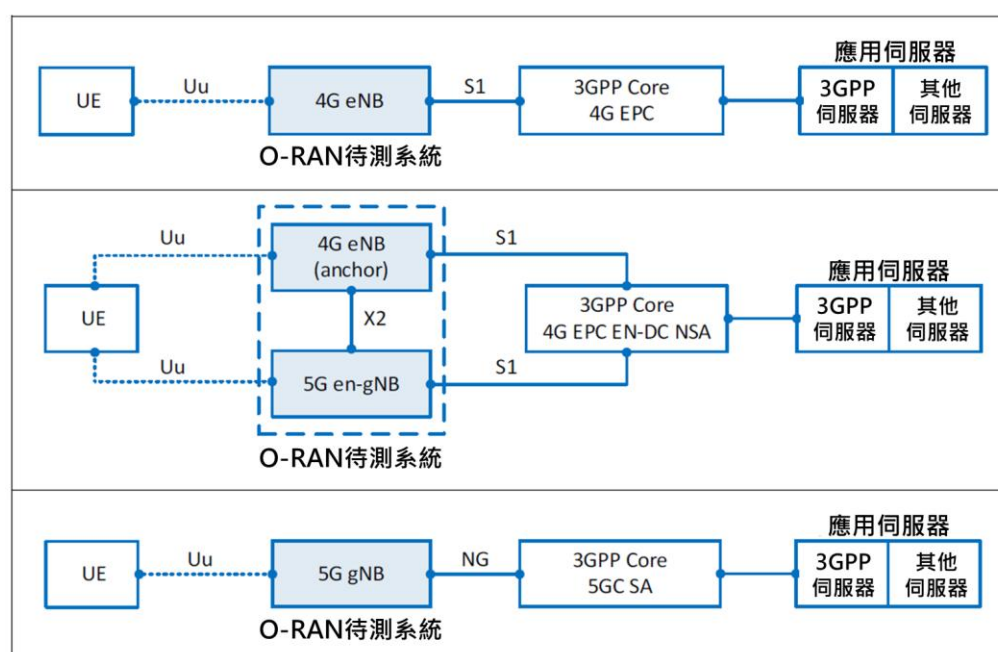 應用伺服器
UE
Uu
4G eNB
S1
3GPP Core
4G EPC
3GPP
伺服器
其他
伺服器
O-RAN待測系統
Uu
4G eNB
(anchor)
S1
應用伺服器
UE
X2
3GPP Core
4G EPC EN-DC NSA
3GPP
伺服器
其他
伺服器
Uu
5G en-gNB
S1
O-RAN待測系統
應用伺服器
UE
Uu
5G gNB
NG
3GPP Core
5GC SA
3GPP
伺服器
其他
伺服器
O-RAN待測系統